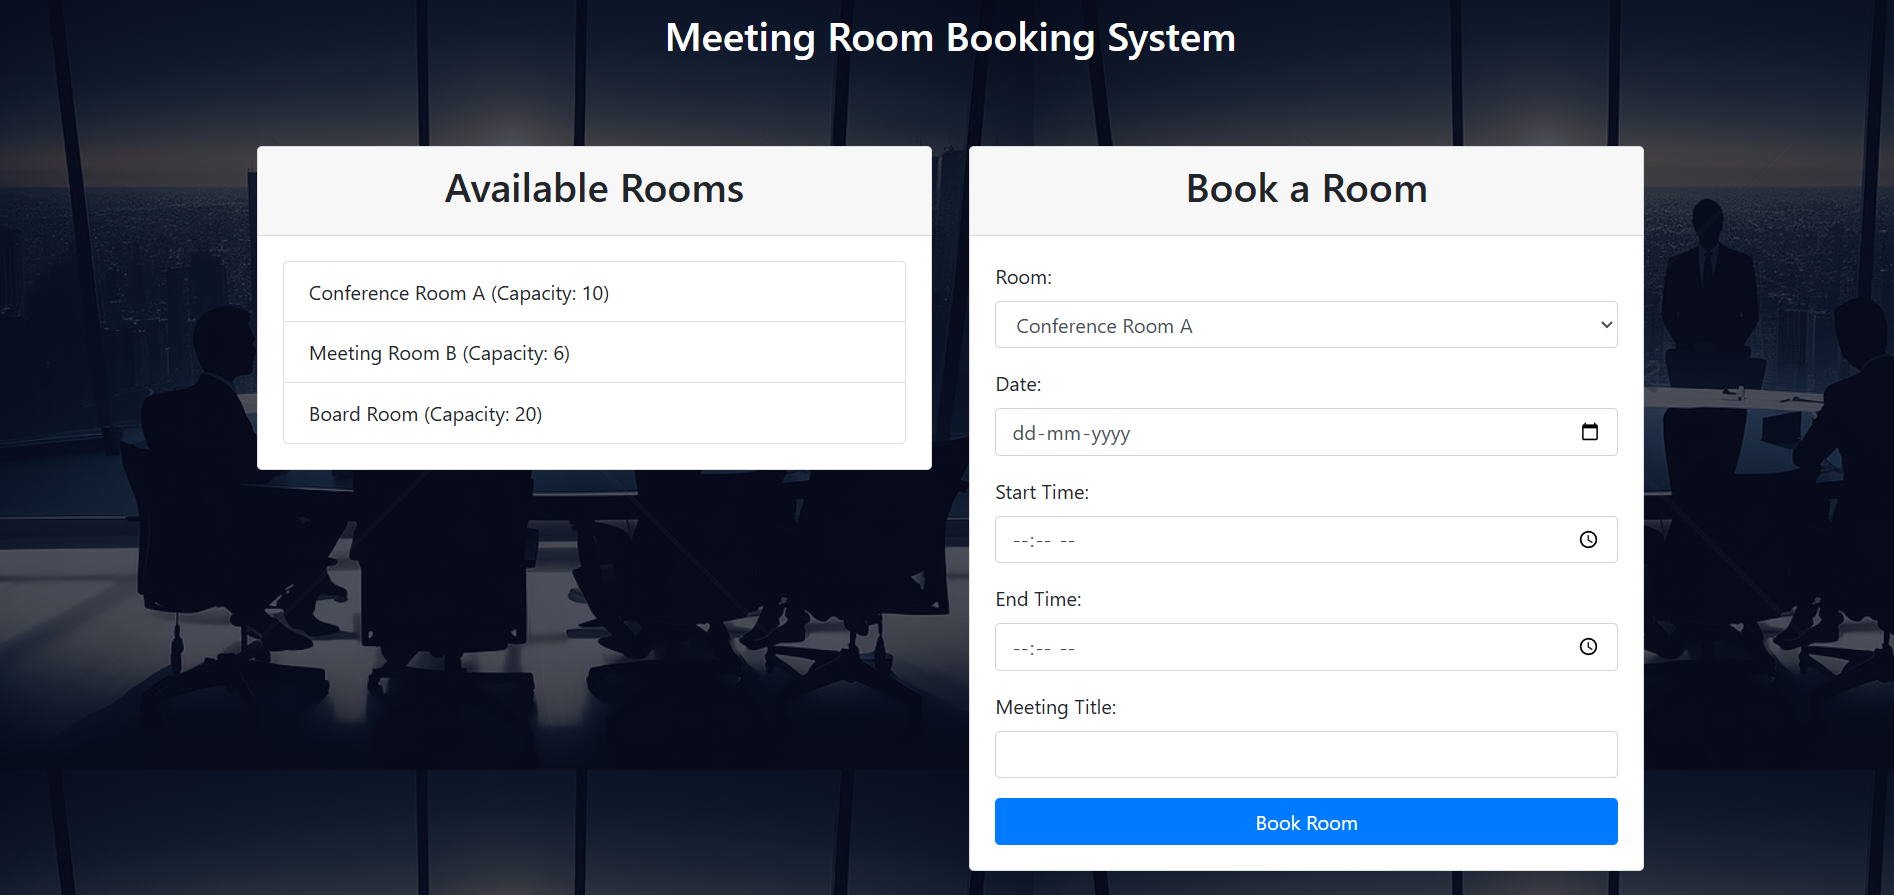 Meeting Room Booking System
Available Rooms
Conference Room A (Capacity: 10)
Meeting Room B (Capacity: 6)
Board Room (Capacity: 20)
Book a Room
Room:
Conference Room A
Date:
dd-mm-yyyy
Start Time:
--:-- --
End Time:
--:-- --
Meeting Title:
Book Room